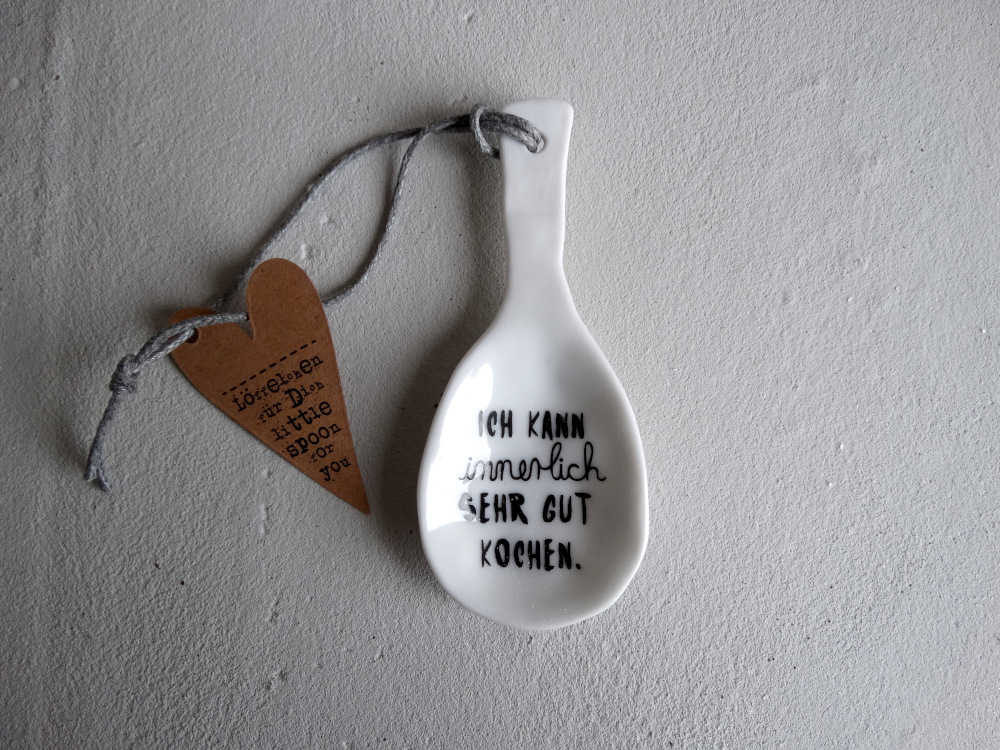 Löffelchen
für Dich
little
spoon
for
you
ICH KANN
innerlich
SEHR GUT
KOCHEN.